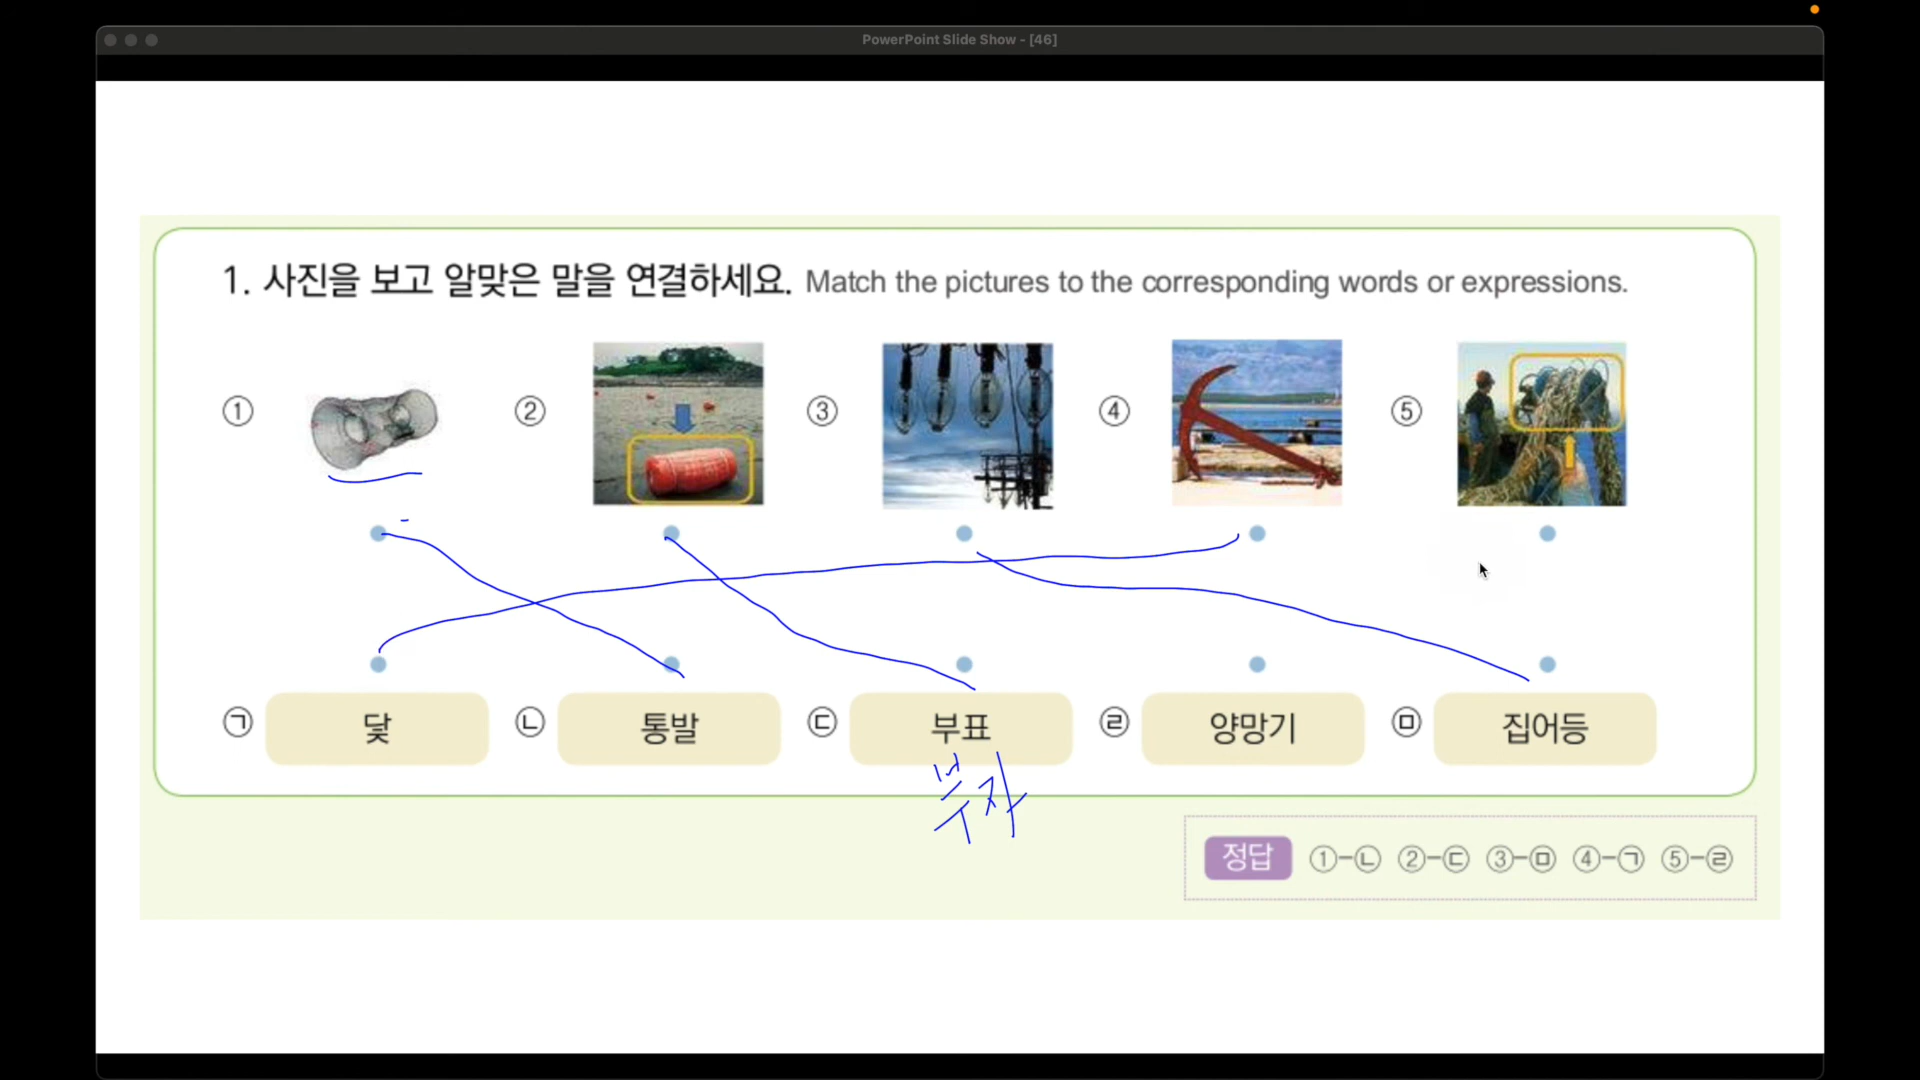 PowerPoint Slide Show - [46]
1. 사진을 보고 알맞은 말을 연결하세요. Match the pictures to the corresponding words or expressions.
① ② ③ ④ ⑤
㉠ 닻 ㉡ 통발 ㉢ 부표 ㉣ 양망기 ㉤ 집어등
부자
정답 ①-㉡ ②-㉢ ③-㉤ ④-㉠ ⑤-㉣